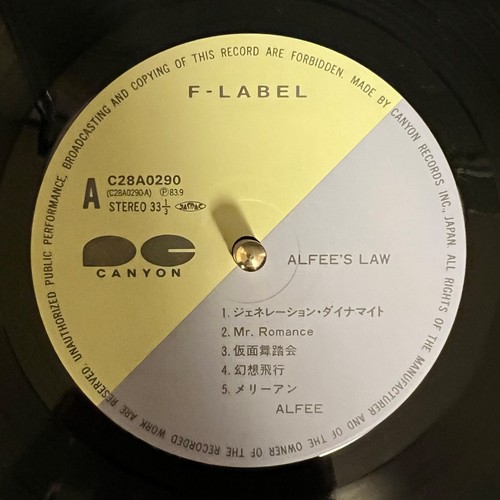 UNAUTHORIZED PUBLIC PERFORMANCE, BROADCASTING AND COPYING OF THIS RECORD ARE FORBIDDEN. MADE BY CANYON RECORDS INC., JAPAN. ALL RIGHTS OF THE MANUFACTURER AND OF THE OWNER OF THE RECORDED WORK ARE RESERVED.
F-LABEL
A
C28A0290
(C28A0290-A) Ⓟ83.9
STEREO 33 1/3 JASRAC
CANYON
ALFEE'S LAW
1. ジェネレーション・ダイナマイト
2. Mr. Romance
3. 仮面舞踏会
4. 幻想飛行
5. メリーアン
ALFEE